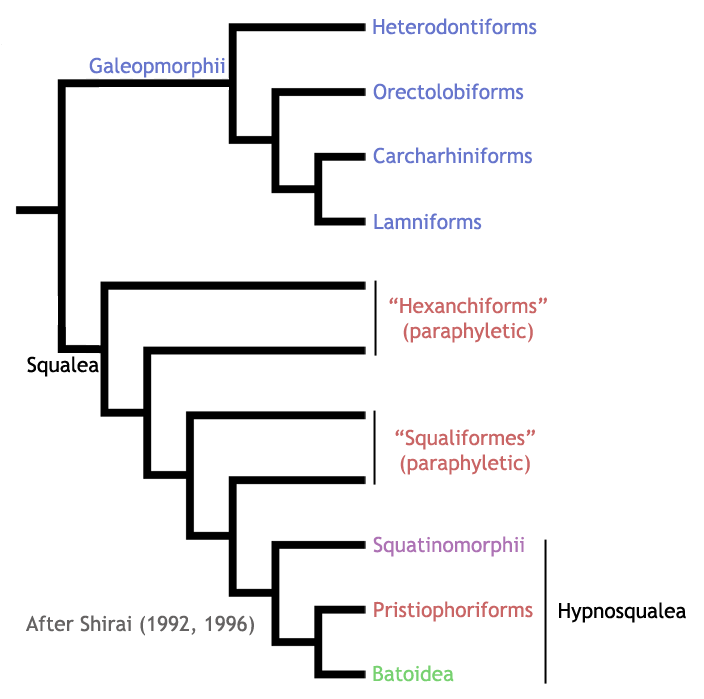 Heterodontiforms
Galeopmorphii
Orectolobiforms
Carcharhiniforms
Lamniforms
“Hexanchiforms”
(paraphyletic)
Squalea
“Squaliformes”
(paraphyletic)
Squatinomorphii
Pristiophoriforms
Hypnosqualea
After Shirai (1992, 1996)
Batoidea